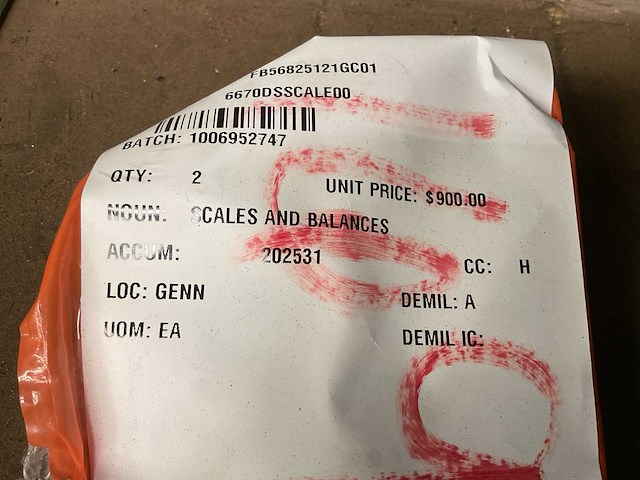 FB56825121GC01
6670DSSCALE00
BATCH: 1006952747
QTY: 2
UNIT PRICE: $900.00
NOUN: SCALES AND BALANCES
ACCUM: 202531
CC: H
LOC: GENN
DEMIL: A
UOM: EA
DEMIL IC: